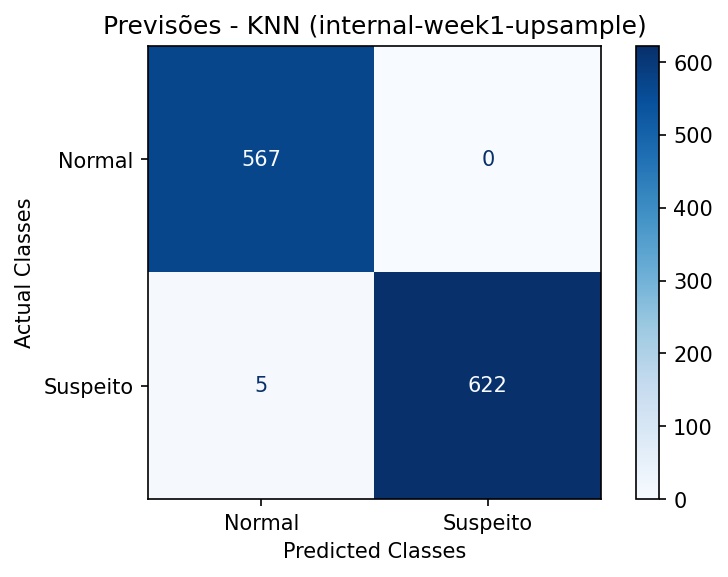 Previsões - KNN (internal-week1-upsample)
Actual Classes
Normal
567
0
Suspeito
5
622
Normal
Suspeito
Predicted Classes
600
500
400
300
200
100
0